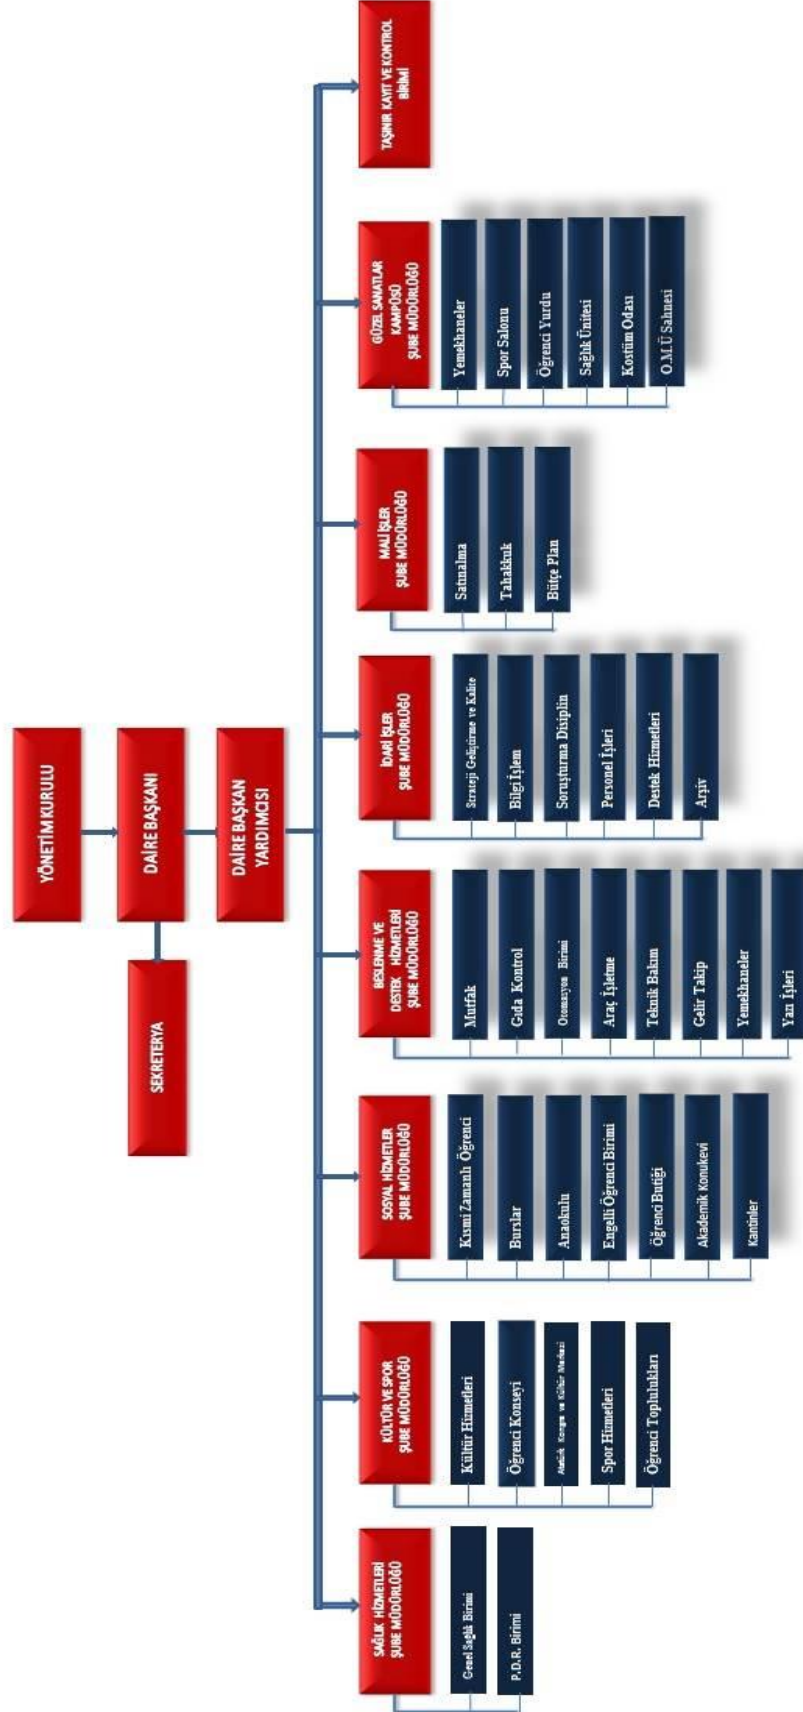 YÖNETİM KURULU
DAİRE BAŞKANI
SEKRETERYA
DAİRE BAŞKAN
YARDIMCISI
SAĞLIK HİZMETLERİ
ŞUBE MÜDÜRLÜĞÜ
Genel Sağlık Birimi
P.D.R. Birimi
KÜLTÜR VE SPOR
ŞUBE MÜDÜRLÜĞÜ
Kültür Hizmetleri
Öğrenci Konseyi
Atatürk Kongre ve Kültür Merkezi
Spor Hizmetleri
Öğrenci Toplulukları
SOSYAL HİZMETLER
ŞUBE MÜDÜRLÜĞÜ
Kısmi Zamanlı Öğrenci
Burslar
Anaokulu
Engelli Öğrenci Birimi
Öğrenci Butiği
Akademik Konukevi
Kantinler
BESLENME VE
DESTEK HİZMETLERİ
ŞUBE MÜDÜRLÜĞÜ
Mutfak
Gıda Kontrol
Otomasyon Birimi
Araç İşletme
Teknik Bakım
Gelir Takip
Yemekhaneler
Yazı İşleri
İDARİ İŞLER
ŞUBE MÜDÜRLÜĞÜ
Strateji Geliştirme ve Kalite
Bilgi İşlem
Soruşturma Disiplin
Personel İşleri
Destek Hizmetleri
Arşiv
MALİ İŞLER
ŞUBE MÜDÜRLÜĞÜ
Satınalma
Tahakkuk
Bütçe Plan
GÜZEL SANATLAR
KAMPÜSÜ
ŞUBE MÜDÜRLÜĞÜ
Yemekhaneler
Spor Salonu
Öğrenci Yurdu
Sağlık Ünitesi
Kostüm Odası
O.M.Ü Sahnesi
TAŞINIR KAYIT VE KONTROL
BİRİMİ